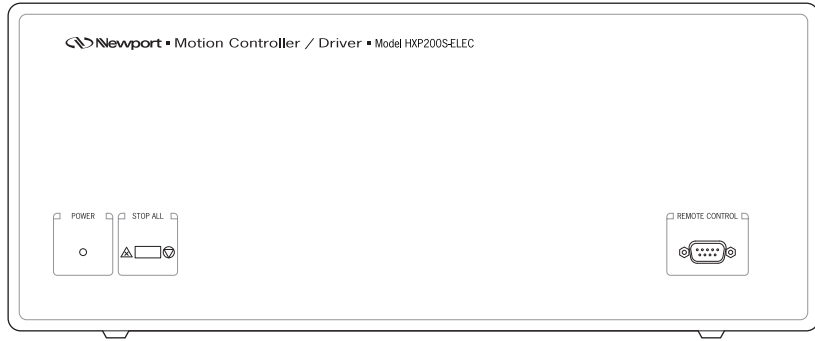 Newport ▪ Motion Controller / Driver ▪ Model HXP200S-ELEC
POWER
STOP ALL
REMOTE CONTROL